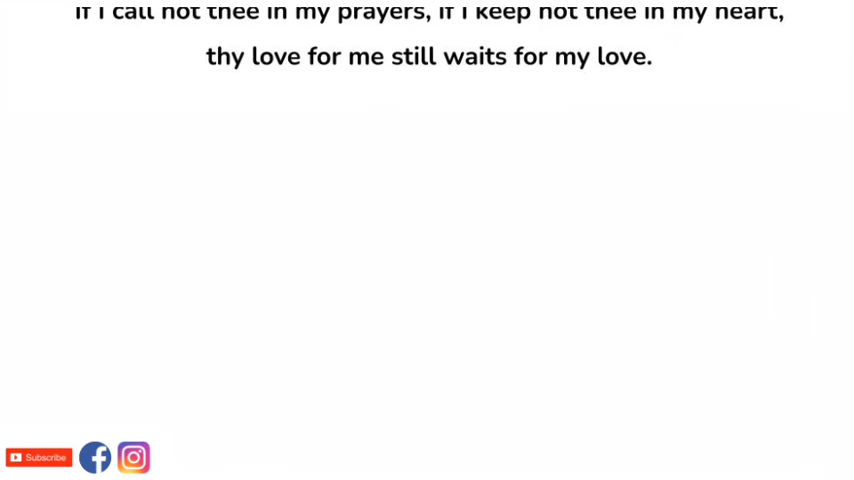 If I call not thee in my prayers, if I keep not thee in my heart,
thy love for me still waits for my love.
Subscribe